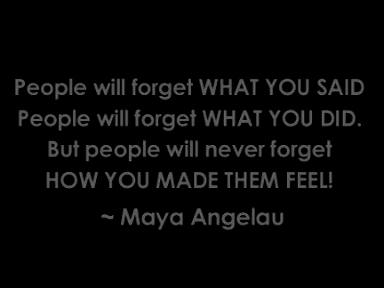 People will forget WHAT YOU SAID
People will forget WHAT YOU DID.
But people will never forget
HOW YOU MADE THEM FEEL!
~ Maya Angelau